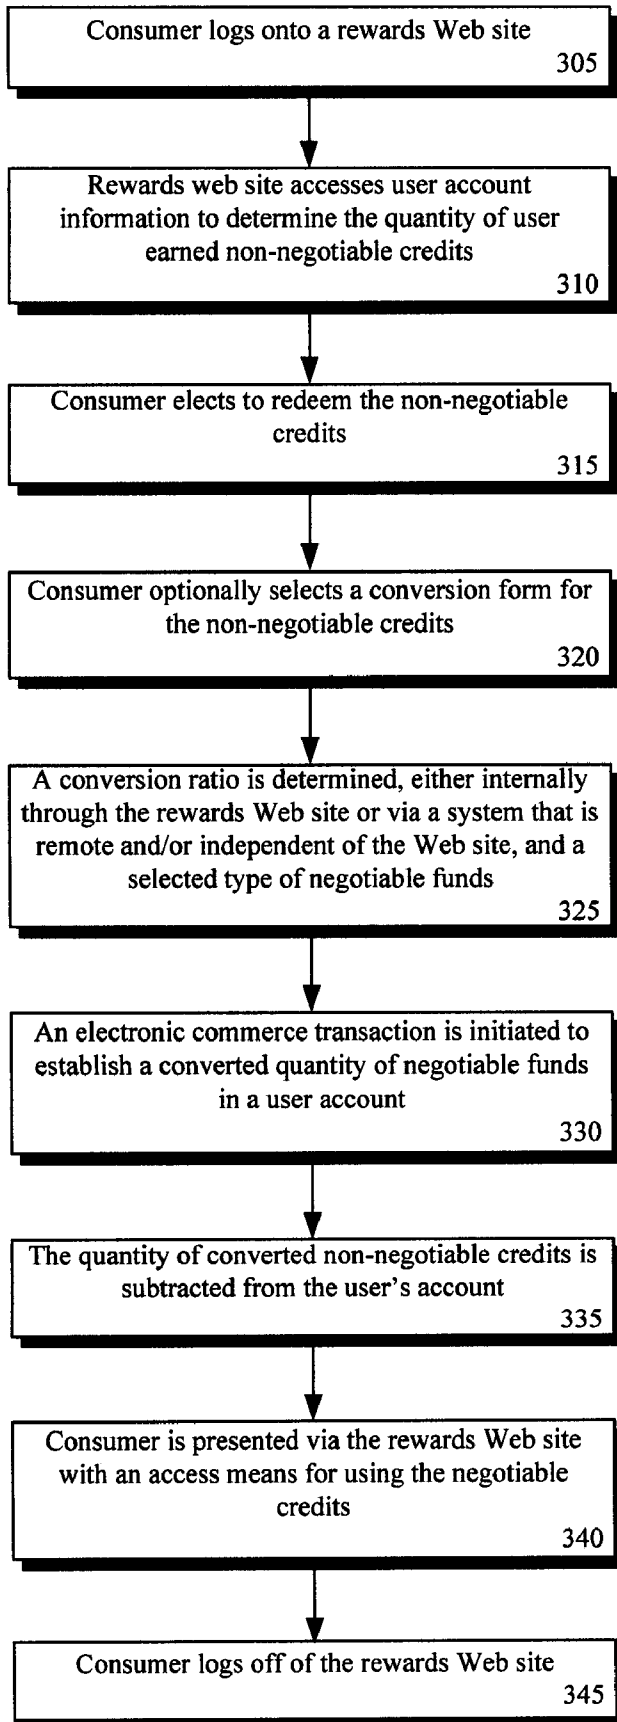 Consumer logs onto a rewards Web site
305
Rewards web site accesses user account
information to determine the quantity of user
earned non-negotiable credits
310
Consumer elects to redeem the non-negotiable
credits
315
Consumer optionally selects a conversion form for
the non-negotiable credits
320
A conversion ratio is determined, either internally
through the rewards Web site or via a system that is
remote and/or independent of the Web site, and a
selected type of negotiable funds
325
An electronic commerce transaction is initiated to
establish a converted quantity of negotiable funds
in a user account
330
The quantity of converted non-negotiable credits is
subtracted from the user's account
335
Consumer is presented via the rewards Web site
with an access means for using the negotiable
credits
340
Consumer logs off of the rewards Web site
345